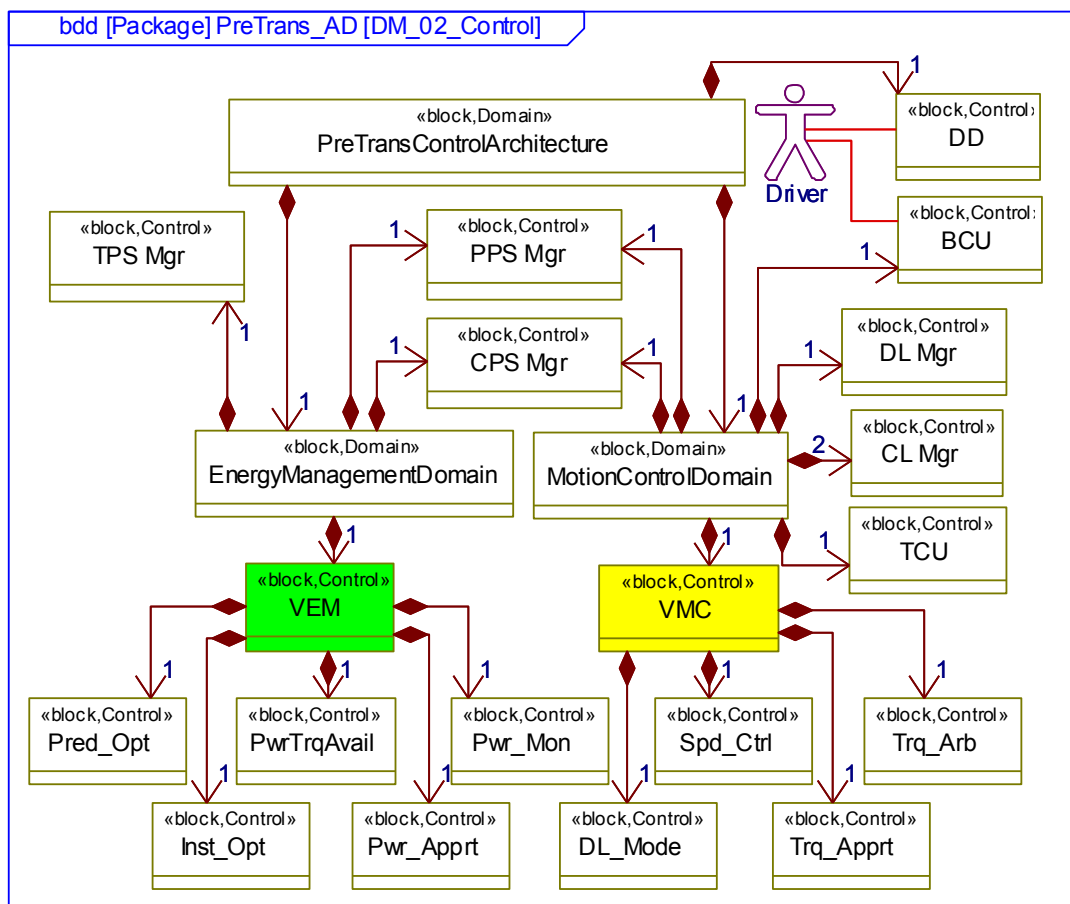 bdd [Package] PreTrans_AD [DM_02_Control]
1
«block,Domain»
PreTransControlArchitecture
Driver
«block,Control»
DD
«block,Control»
TPS Mgr
1
«block,Control»
PPS Mgr
1
«block,Control»
BCU
1
1
«block,Control»
CPS Mgr
1
«block,Control»
DL Mgr
1
1
1
1
«block,Domain»
EnergyManagementDomain
«block,Domain»
MotionControlDomain
2
«block,Control»
CL Mgr
1
1
1
«block,Control»
TCU
«block,Control»
VEM
«block,Control»
VMC
1
1
1
1
1
«block,Control»
Pred_Opt
«block,Control»
PwrTrqAvail
«block,Control»
Pwr_Mon
«block,Control»
Spd_Ctrl
«block,Control»
Trq_Arb
1
1
1
1
«block,Control»
Inst_Opt
«block,Control»
Pwr_Apprt
«block,Control»
DL_Mode
«block,Control»
Trq_Apprt